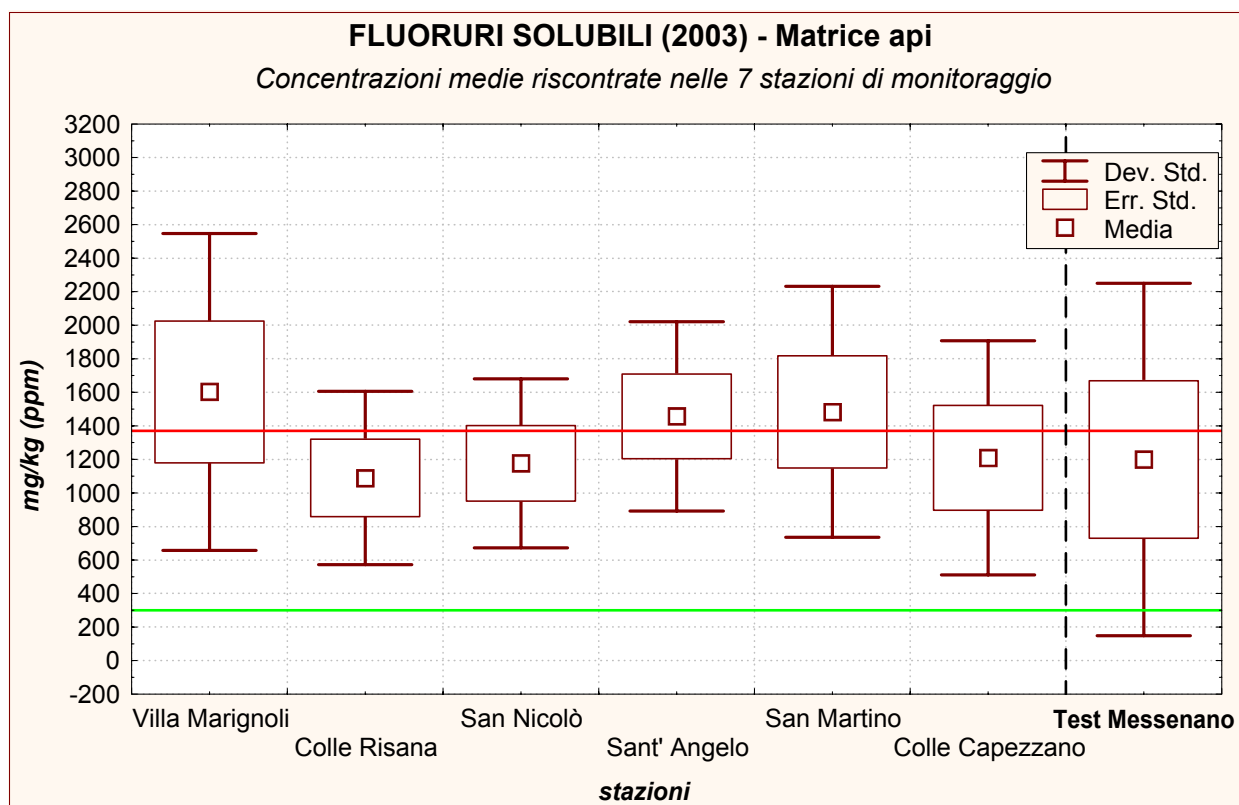 FLUORURI SOLUBILI (2003) - Matrice api
Concentrazioni medie riscontrate nelle 7 stazioni di monitoraggio
3200
3000
2800
2600
2400
2200
2000
1800
1600
1400
1200
1000
800
600
400
200
0
-200
mg/kg (ppm)
Dev. Std.
Err. Std.
Media
Villa Marignoli
Colle Risana
San Nicolò
Sant' Angelo
San Martino
Colle Capezzano
Test Messenano
stazioni